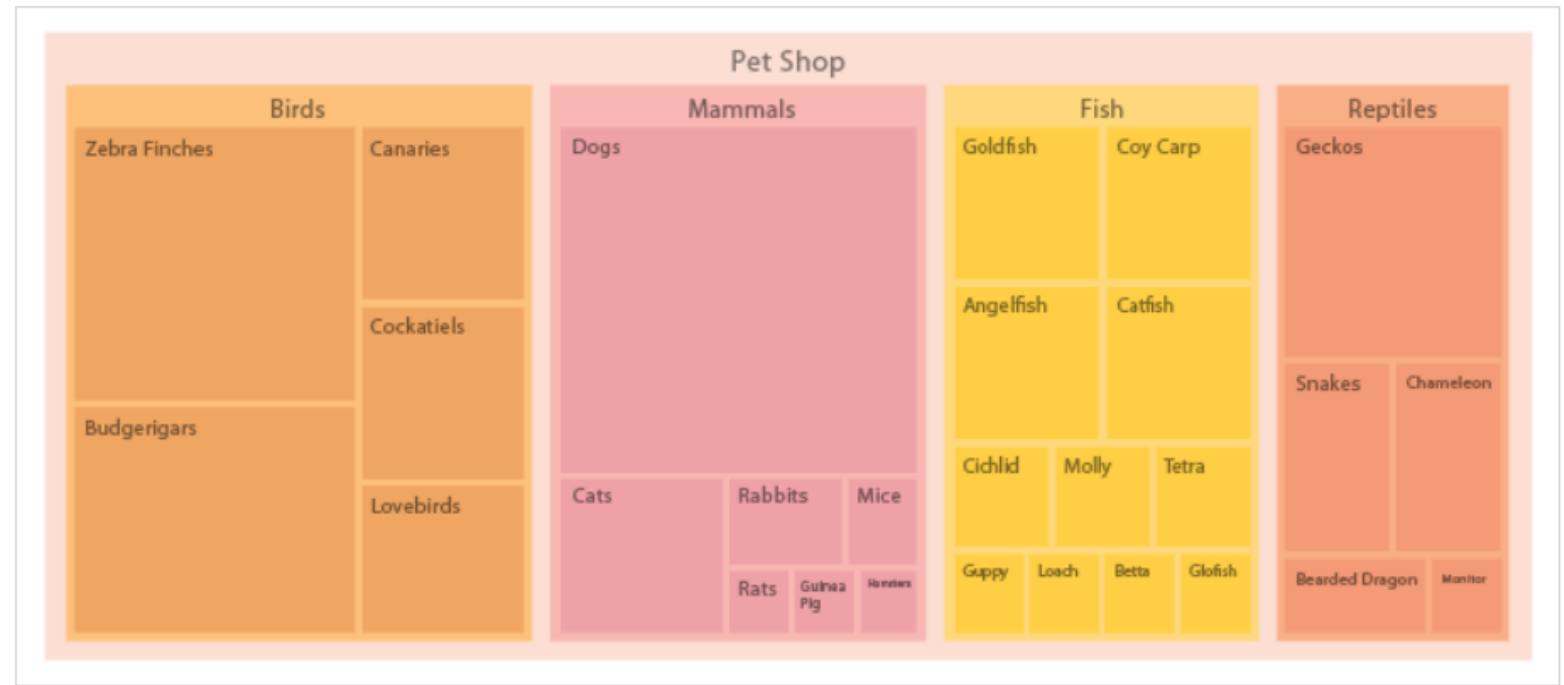 Pet Shop
Birds
Zebra Finches
Canaries
Cockatiels
Budgerigars
Lovebirds
Mammals
Dogs
Cats
Rabbits
Mice
Rats
Guinea
Pig
Hamsters
Fish
Goldfish
Coy Carp
Angelfish
Catfish
Cichlid
Molly
Tetra
Guppy
Loach
Betta
Glofish
Reptiles
Geckos
Snakes
Chameleon
Bearded Dragon
Monitor